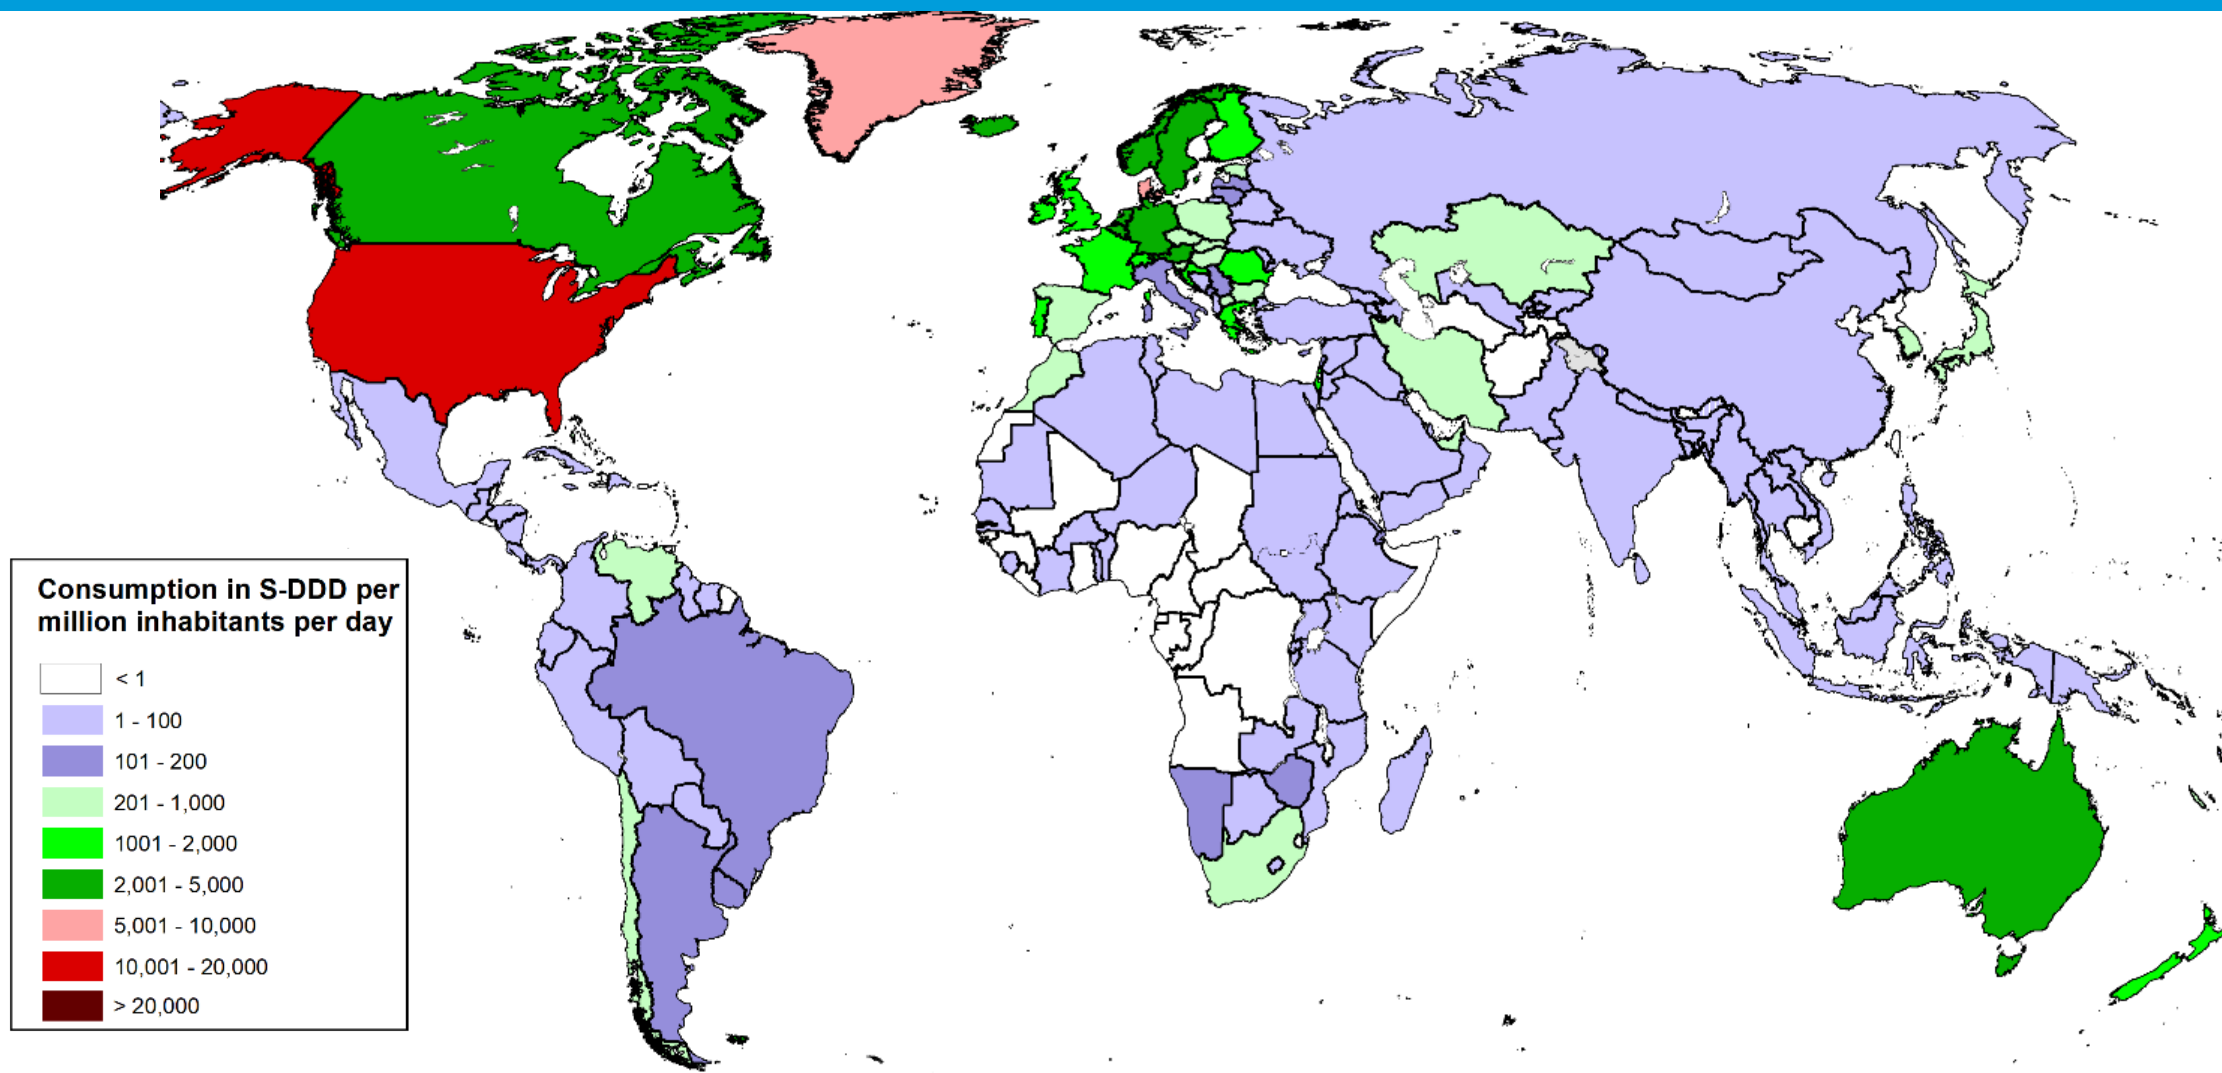 Consumption in S-DDD per
million inhabitants per day
< 1
1 - 100
101 - 200
201 - 1,000
1001 - 2,000
2,001 - 5,000
5,001 - 10,000
10,001 - 20,000
> 20,000